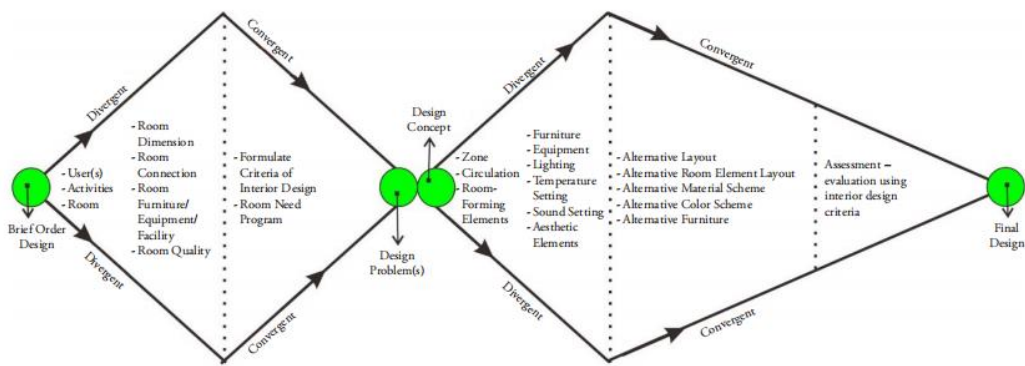 Divergent
Convergent
Divergent
Convergent
Brief Order
Design
- User(s)
- Activities
- Room
- Room
Dimension
- Room
Connection
- Room
Furniture/
Equipment/
Facility
- Room Quality
- Formulate
Criteria of
Interior Design
- Room Need
Program
Design
Problem(s)
Design
Concept
- Zone
- Circulation
- Room-
Forming
Elements
- Furniture
- Equipment
- Lighting
- Temperature
Setting
- Sound Setting
- Aesthetic
Elements
- Alternative Layout
- Alternative Room Element Layout
- Alternative Material Scheme
- Alternative Color Scheme
- Alternative Furniture
Assessment –
evaluation using
interior design
criteria
Final
Design
Divergent
Convergent
Divergent
Convergent